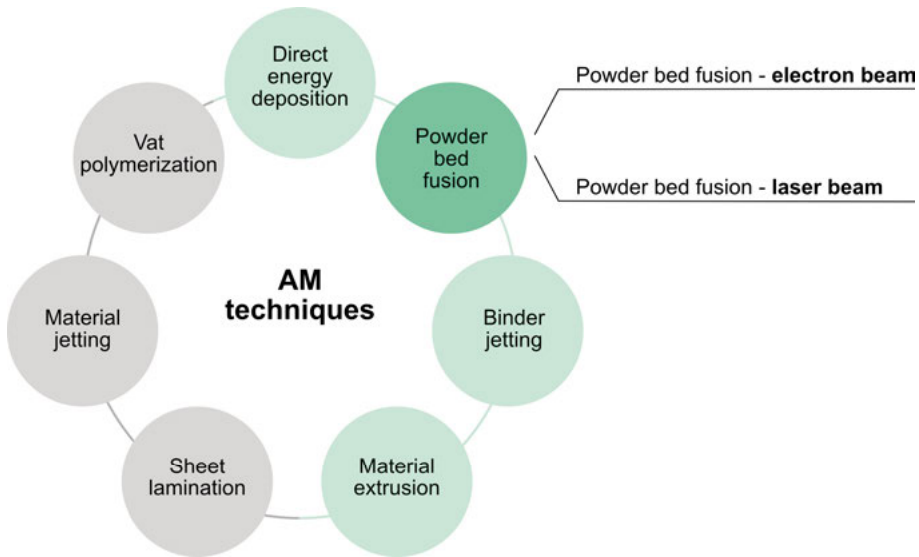 Direct
energy
deposition
Powder bed fusion - electron beam
Powder
bed
fusion
Powder bed fusion - laser beam
Vat
polymerization
AM
techniques
Material
jetting
Binder
jetting
Sheet
lamination
Material
extrusion